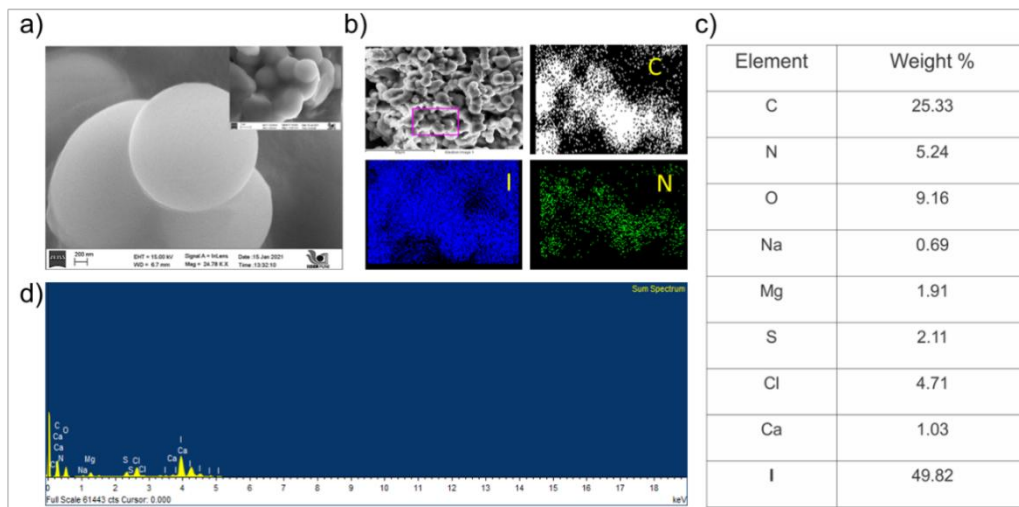 a)
200 nm
EHT = 15.00 kV
WD = 6.7 mm
Signal A = InLens
Mag = 24.78 K X
Date :15 Jan 2021
Time :13:32:10
b)
C
I
N
c)
Element Weight %
C 25.33
N 5.24
O 9.16
Na 0.69
Mg 1.91
S 2.11
Cl 4.71
Ca 1.03
I 49.82
d)
Sum Spectrum
C
Ca O
Ca
Cl N Na Mg S S Cl Cl I Ca I I Ca I I I I
0 1 2 3 4 5 6 7 8 9 10 11 12 13 14 15 16 17 18
Full Scale 61443 cts Cursor: 0.000 keV